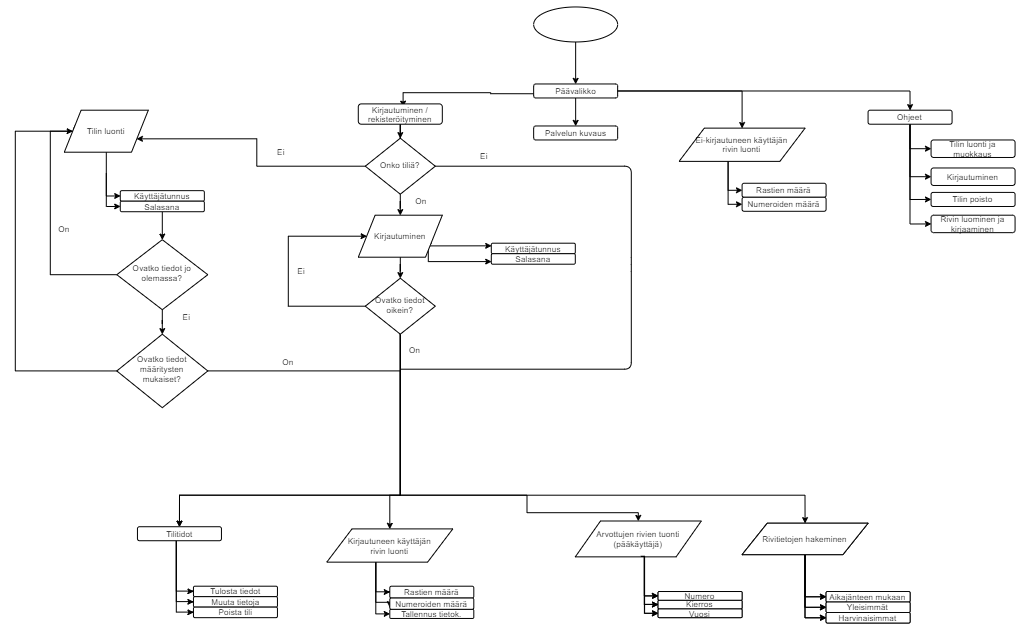 Päävalikko
Palvelun kuvaus
Kirjautuminen /
rekisteröityminen
Onko tiliä?
Ei
Ei
On
Tilin luonti
Käyttäjätunnus
Salasana
Ovatko tiedot jo
olemassa?
On
Ei
Ovatko tiedot
määritysten
mukaiset?
On
Kirjautuminen
Käyttäjätunnus
Salasana
Ovatko tiedot
oikein?
Ei
On
Ei-kirjautuneen käyttäjän
rivin luonti
Rastien määrä
Numeroiden määrä
Ohjeet
Tilin luonti ja
muokkaus
Kirjautuminen
Tilin poisto
Rivin luominen ja
kirjaaminen
Tilitidot
Tulosta tiedot
Muuta tietoja
Poista tili
Kirjautuneen käyttäjän
rivin luonti
Rastien määrä
Numeroiden määrä
Tallennus tietok.
Arvottujen rivien tuonti
(pääkäyttäjä)
Numero
Kierros
Vuosi
Rivitietojen hakeminen
Aikajänteen mukaan
Yleisimmät
Harvinaisimmat